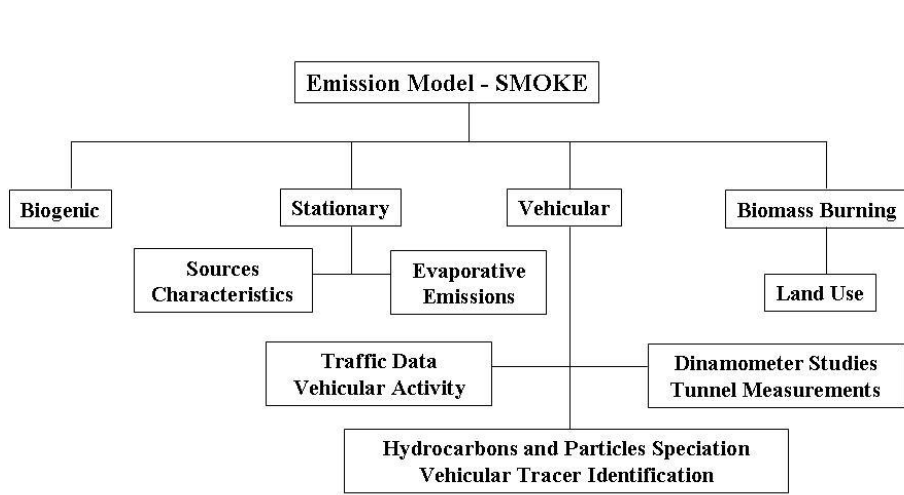 Emission Model - SMOKE
Biogenic
Stationary
Vehicular
Biomass Burning
Sources
Characteristics
Evaporative
Emissions
Land Use
Traffic Data
Vehicular Activity
Dinamometer Studies
Tunnel Measurements
Hydrocarbons and Particles Speciation
Vehicular Tracer Identification